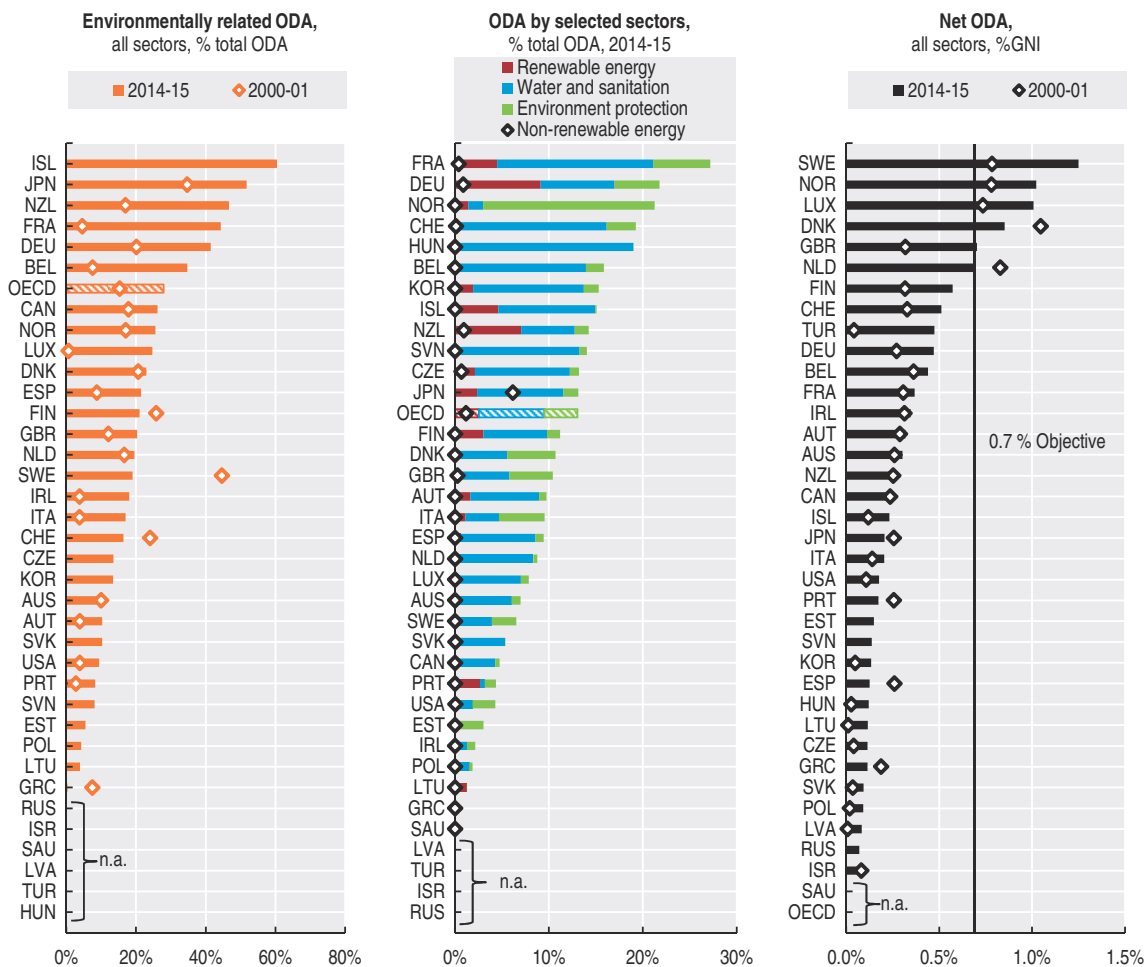 Environmentally related ODA,
all sectors, % total ODA
2014-15 2000-01
ISL
JPN
NZL
FRA
DEU
BEL
OECD
CAN
NOR
LUX
DNK
ESP
FIN
GBR
NLD
SWE
IRL
ITA
CHE
CZE
KOR
AUS
AUT
SVK
USA
PRT
SVN
EST
POL
LTU
GRC
RUS
ISR
SAU
LVA
TUR
HUN
n.a.
0% 20% 40% 60% 80%
ODA by selected sectors,
% total ODA, 2014-15
Renewable energy
Water and sanitation
Environment protection
Non-renewable energy
FRA
DEU
NOR
CHE
HUN
BEL
KOR
ISL
NZL
SVN
CZE
JPN
OECD
FIN
DNK
GBR
AUT
ITA
ESP
NLD
LUX
AUS
SWE
SVK
CAN
PRT
USA
EST
IRL
POL
LTU
GRC
SAU
LVA
TUR
ISR
RUS
n.a.
0% 10% 20% 30%
Net ODA,
all sectors, %GNI
2014-15 2000-01
SWE
NOR
LUX
DNK
GBR
NLD
FIN
CHE
TUR
DEU
BEL
FRA
IRL
AUT
AUS
NZL
CAN
ISL
JPN
ITA
USA
PRT
EST
SVN
KOR
ESP
HUN
LTU
CZE
GRC
SVK
POL
LVA
RUS
ISR
SAU
OECD
0.7 % Objective
n.a.
0.0% 0.5% 1.0% 1.5%